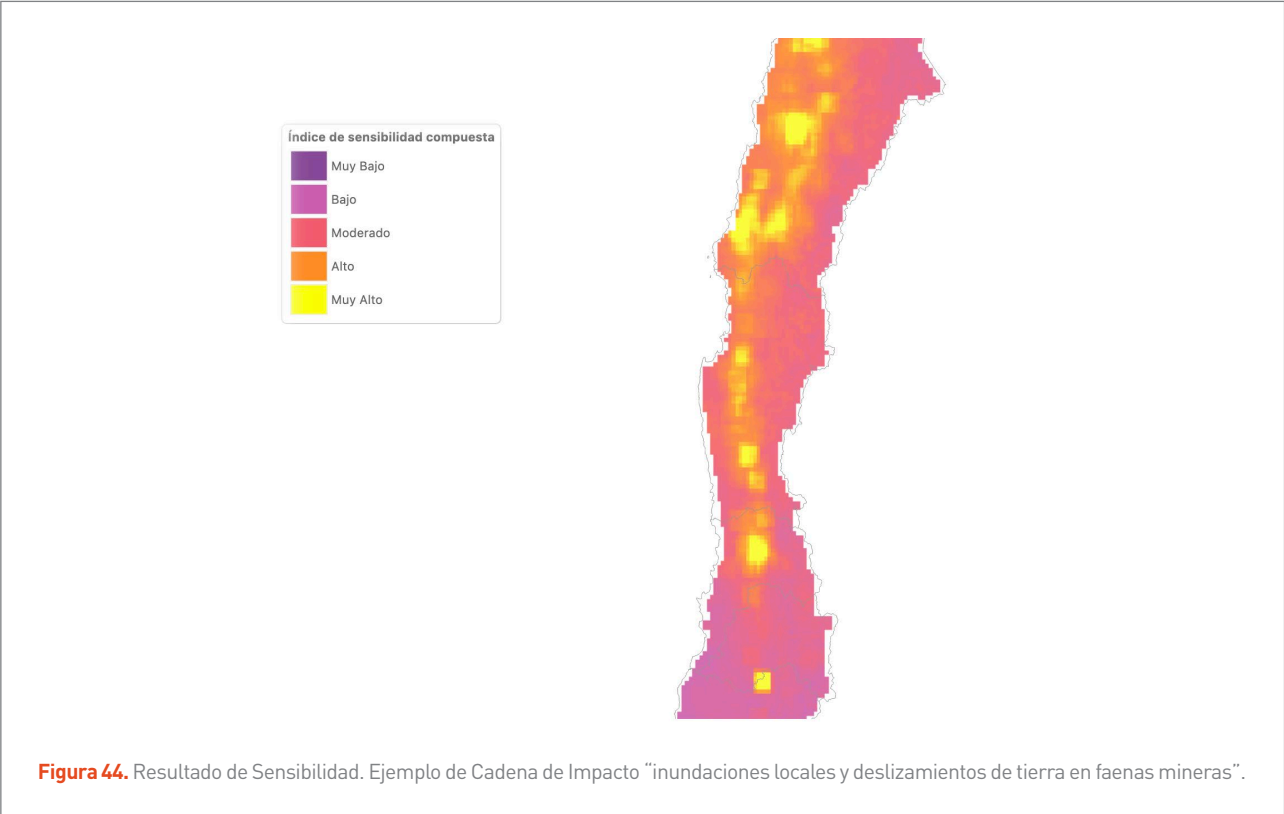 Índice de sensibilidad compuesta
Muy Bajo
Bajo
Moderado
Alto
Muy Alto
Figura 44. Resultado de Sensibilidad. Ejemplo de Cadena de Impacto “inundaciones locales y deslizamientos de tierra en faenas mineras”.